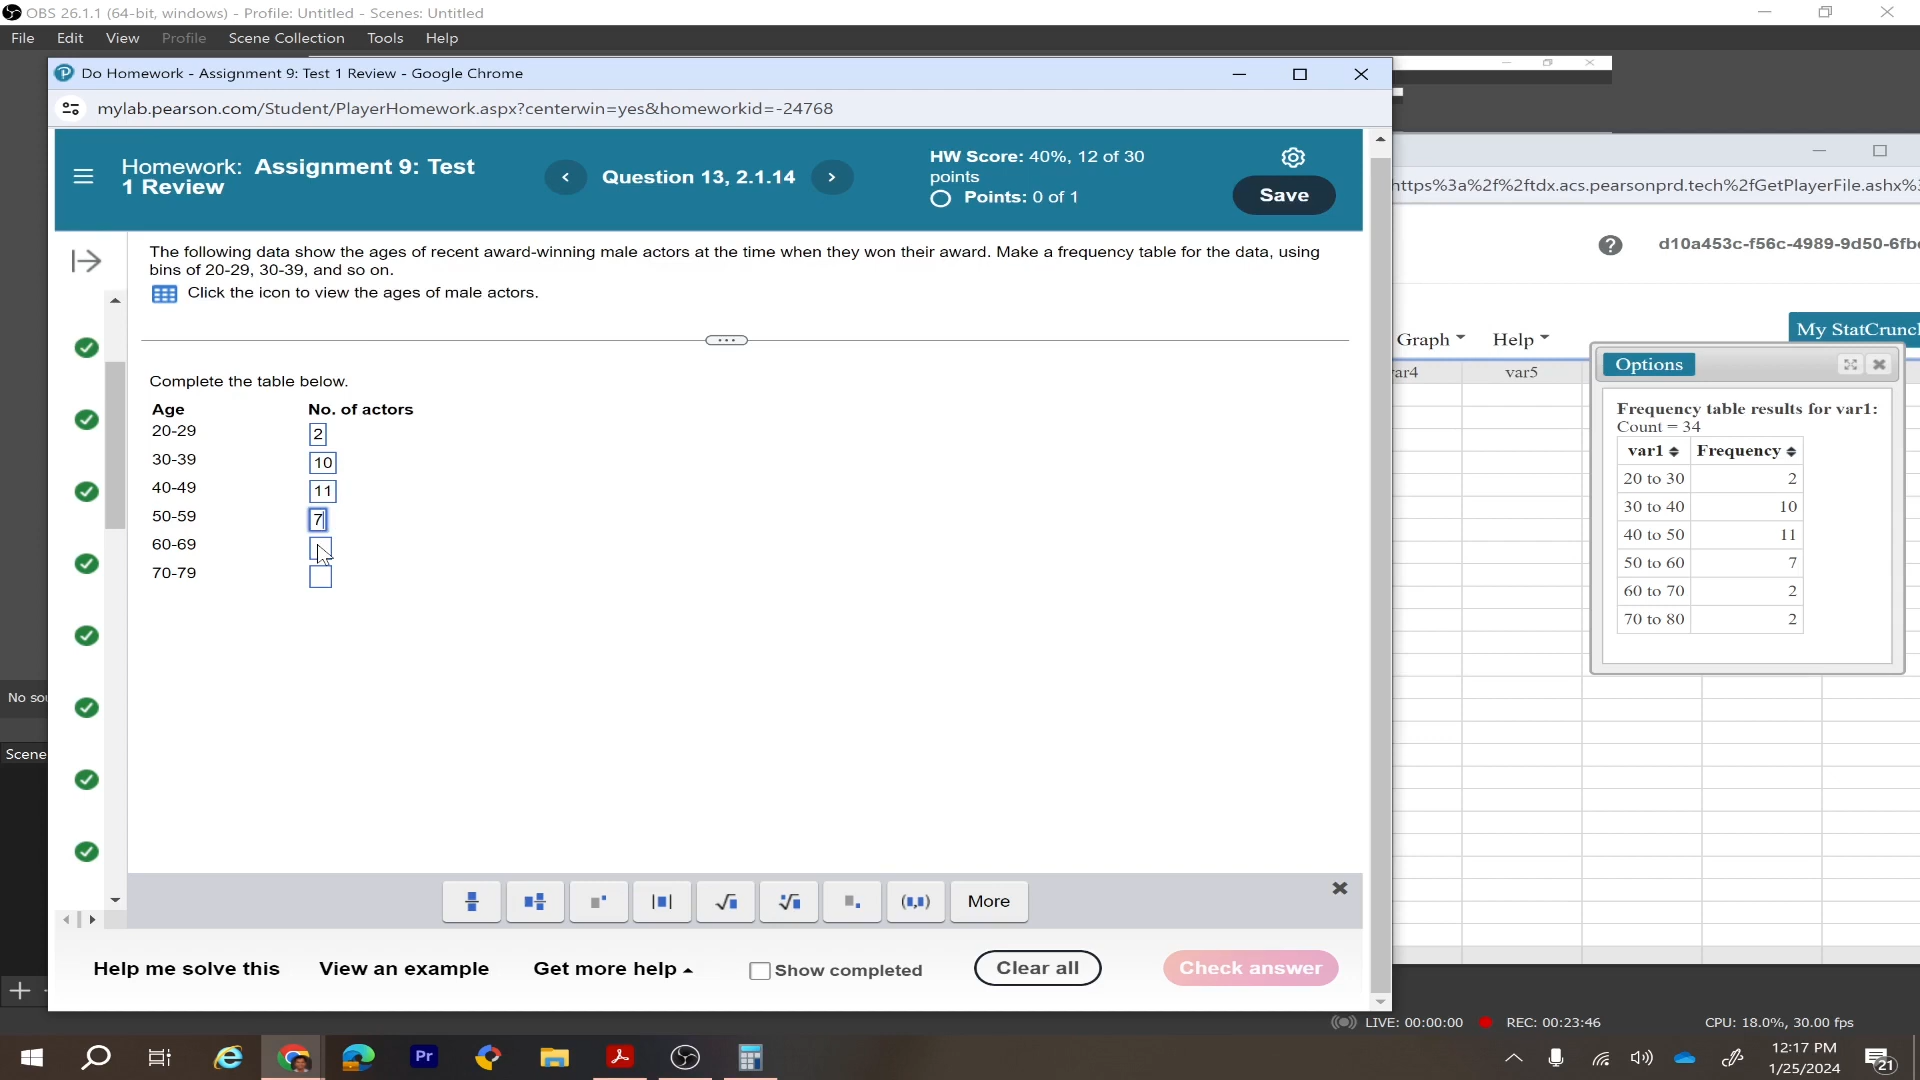 OBS 26.1.1 (64-bit, windows) - Profile: Untitled - Scenes: Untitled
File Edit View Profile Scene Collection Tools Help
Do Homework - Assignment 9: Test 1 Review - Google Chrome
mylab.pearson.com/Student/PlayerHomework.aspx?centerwin=yes&homeworkid=-24768
Homework: Assignment 9: Test
1 Review
Question 13, 2.1.14
HW Score: 40%, 12 of 30
points
Points: 0 of 1
Save
The following data show the ages of recent award-winning male actors at the time when they won their award. Make a frequency table for the data, using
bins of 20-29, 30-39, and so on.
Click the icon to view the ages of male actors.
Complete the table below.
Age No. of actors
20-29 2
30-39 10
40-49 11
50-59 7
60-69
70-79
More
Help me solve this View an example Get more help Show completed Clear all Check answer
https%3a%2f%2ftdx.acs.pearsonprd.tech%2fGetPlayerFile.ashx%3
d10a453c-f56c-4989-9d50-6fb
Graph Help
My StatCrunch
ar4 var5
Options
Frequency table results for var1:
Count = 34
var1 Frequency
20 to 30 2
30 to 40 10
40 to 50 11
50 to 60 7
60 to 70 2
70 to 80 2
No sou
Scene
LIVE: 00:00:00 REC: 00:23:46 CPU: 18.0%, 30.00 fps
Pr
12:17 PM
1/25/2024
21